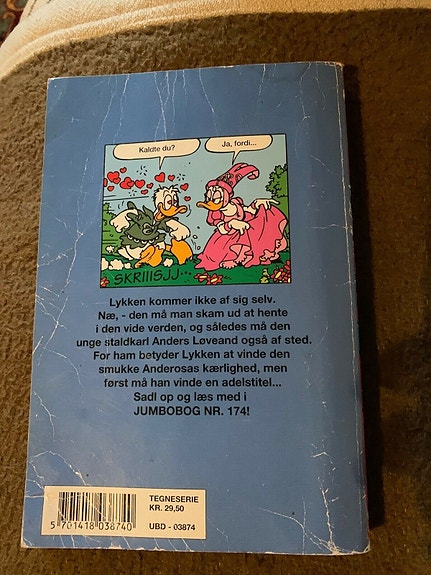 Kaldte du?
Ja, fordi...
SKRIIISJJ...
Lykken kommer ikke af sig selv.
Næ, - den må man skam ud at hente
i den vide verden, og således må den
unge staldkarl Anders Løveand også af sted.
For ham betyder Lykken at vinde den
smukke Anderosas kærlighed, men
først må han vinde en adelstitel...
Sadl op og læs med i
JUMBOBOG NR. 174!
TEGNESERIE
KR. 29,50
UBD - 03874
5 701418 038740